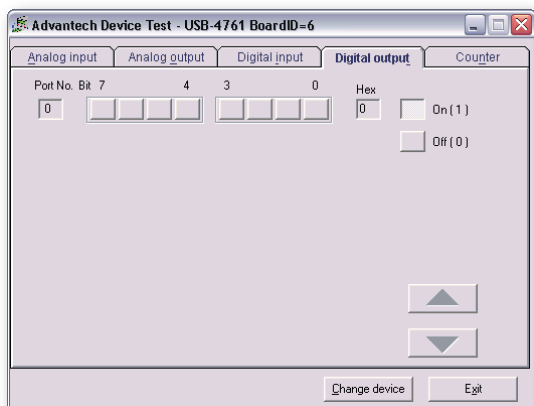 Advantech Device Test - USB-4761 BoardID=6
Analog input Analog output Digital input Digital output Counter
Port No. Bit 7 4 3 0 Hex
0 0 On ( 1 )
Off ( 0 )
Change device Exit